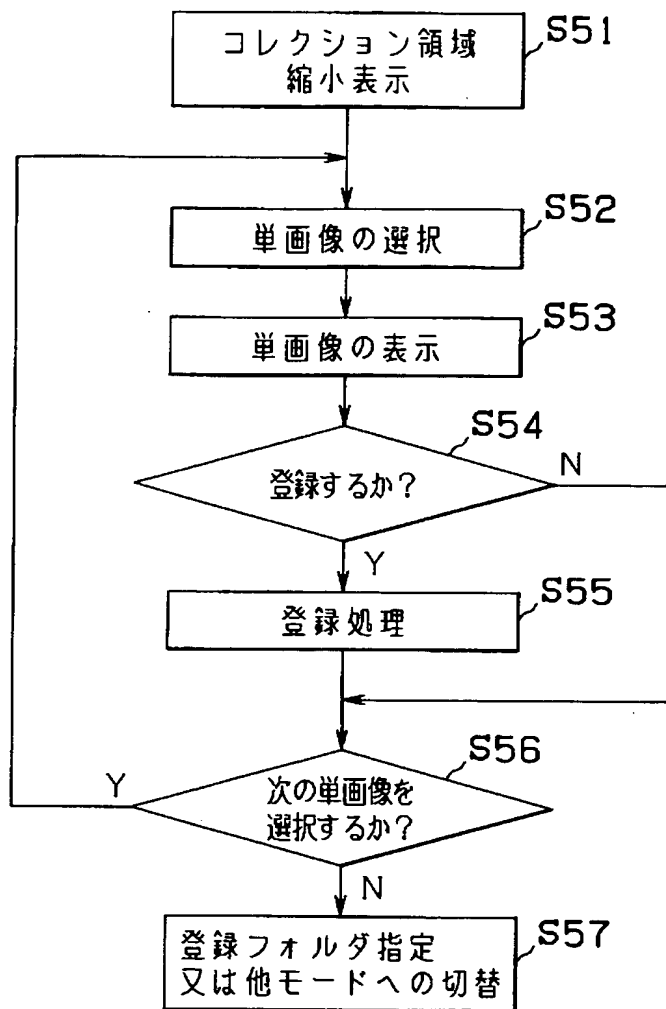 コレクション領域
縮小表示
S51
単画像の選択
S52
単画像の表示
S53
登録するか?
S54
N
Y
登録処理
S55
次の単画像を
選択するか?
S56
Y
N
登録フォルダ指定
又は他モードへの切替
S57